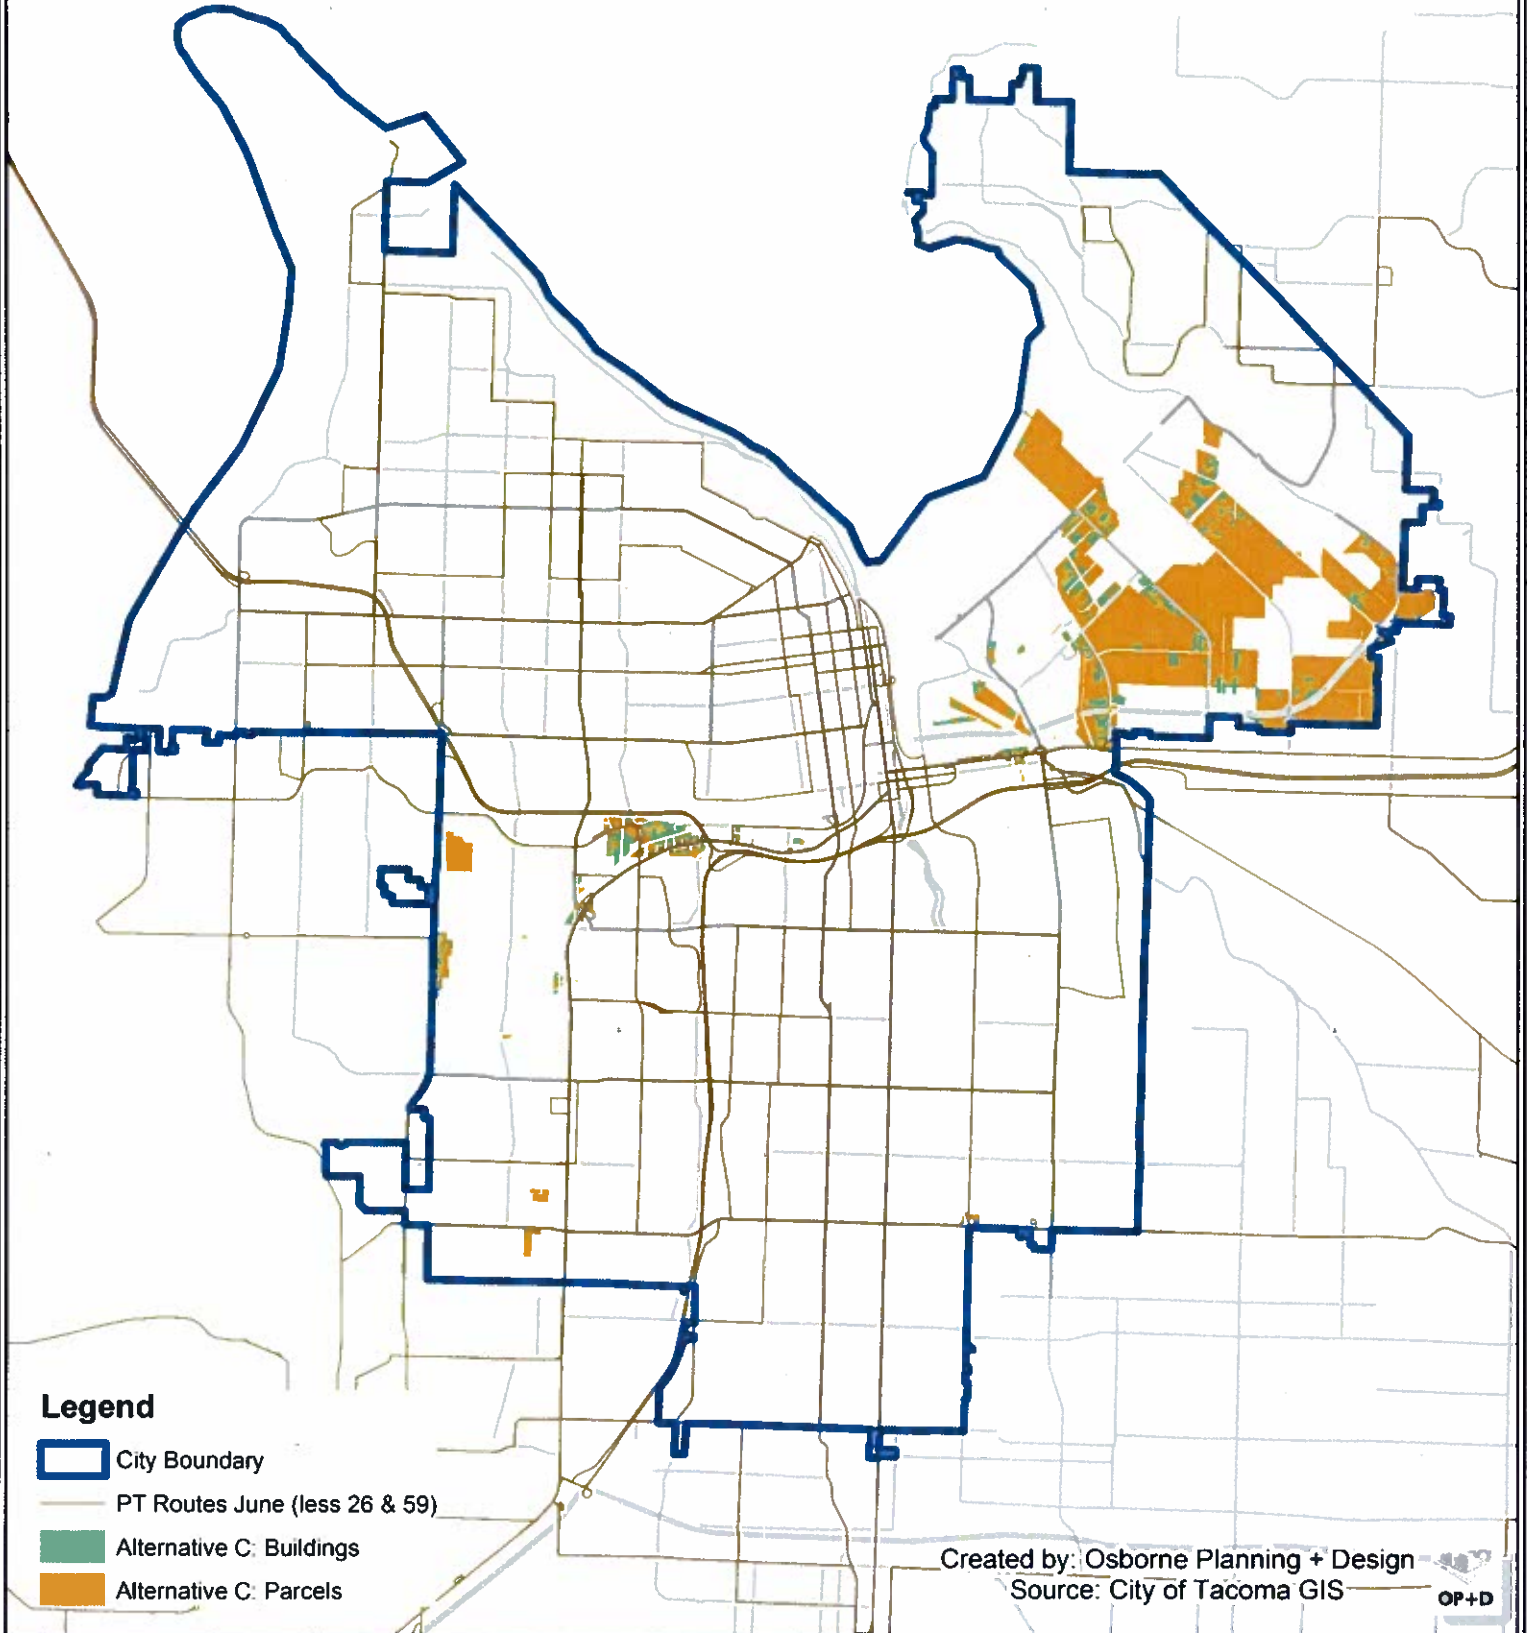 Legend
City Boundary
PT Routes June (less 26 & 59)
Alternative C: Buildings
Alternative C: Parcels
Created by: Osborne Planning + Design
Source: City of Tacoma GIS
OP+D